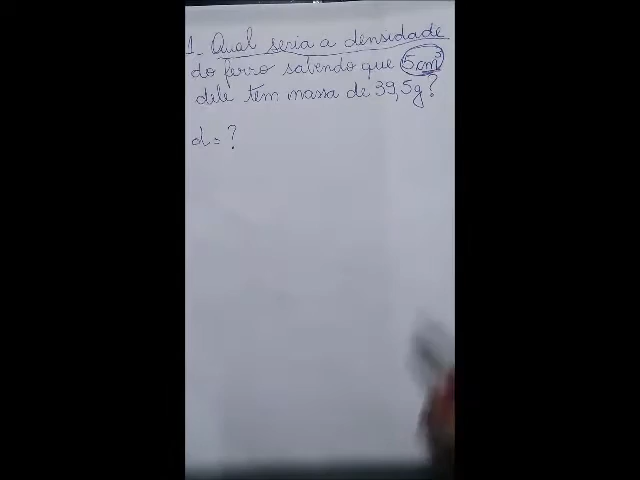 1- Qual seria a densidade
do ferro sabendo que 5cm³
dele tem massa de 39,5g?
d = ?